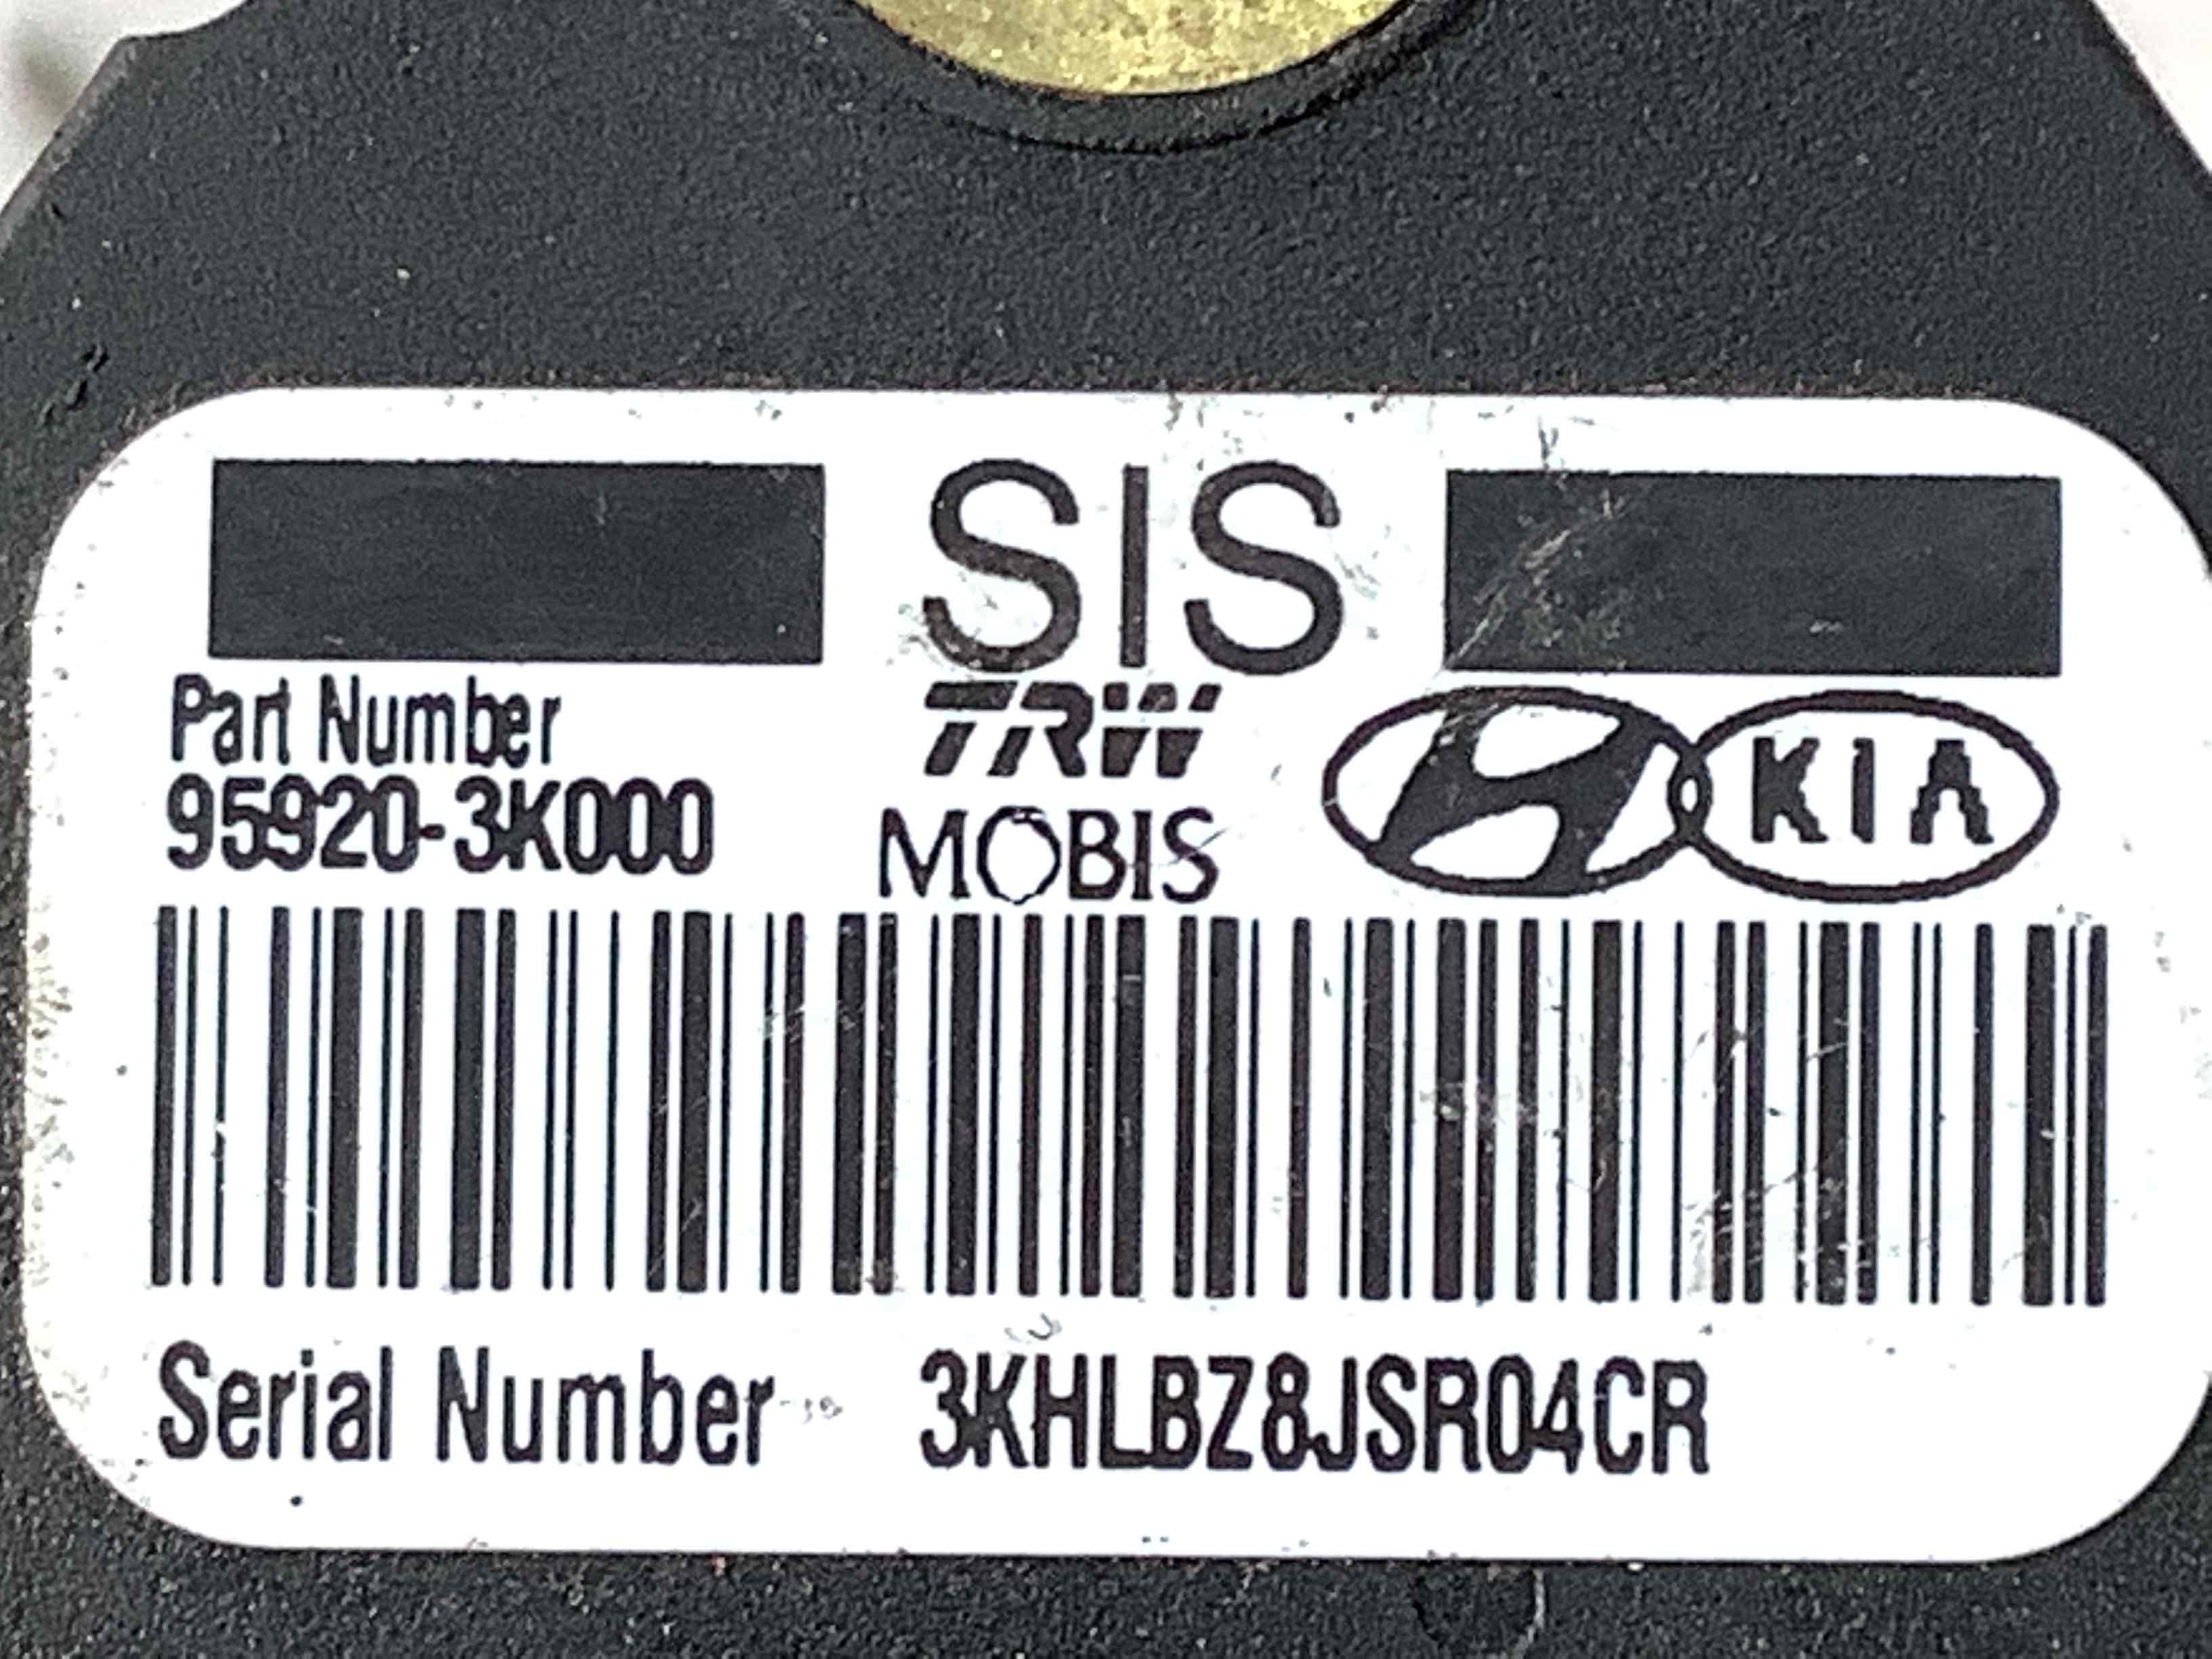 SIS
Part Number
95920-3K000
TRW
MOBIS
KIA
Serial Number 3KHLBZ8JSR04CR